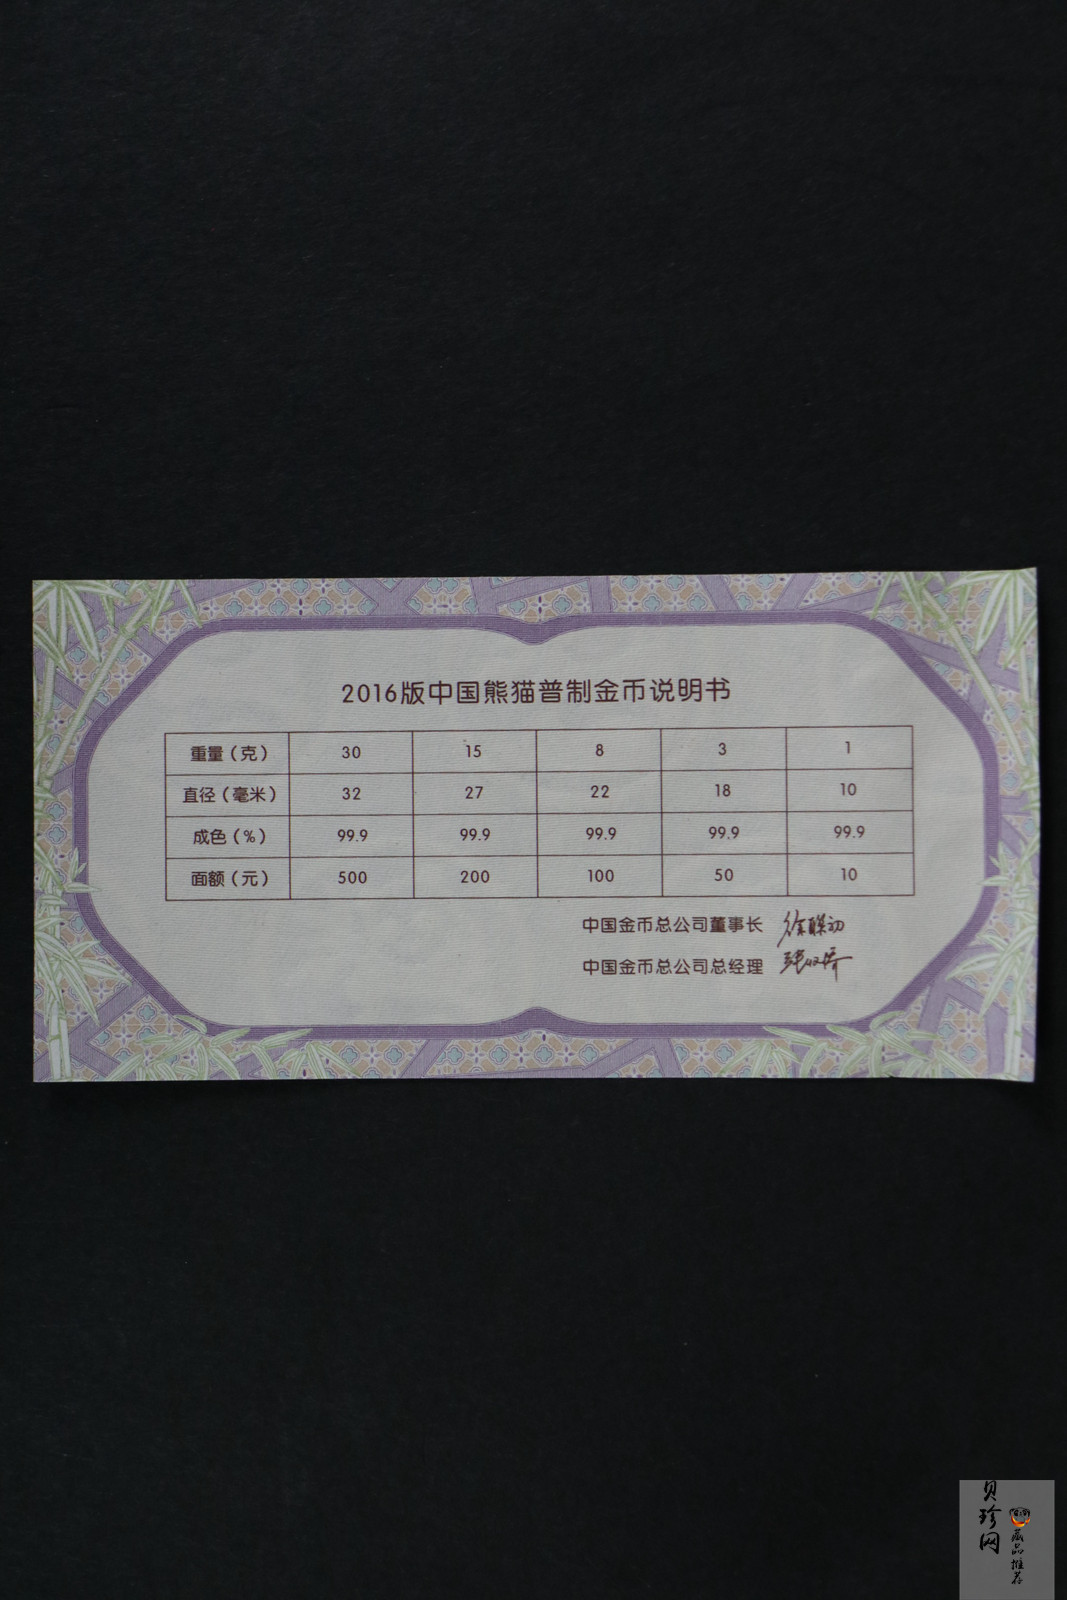 2016版中国熊猫普制金币说明书
重量（克） 30 15 8 3 1
直径（毫米） 32 27 22 18 10
成色（%） 99.9 99.9 99.9 99.9 99.9
面额（元） 500 200 100 50 10
中国金币总公司董事长 徐联初
中国金币总公司总经理
贝珍网
藏品推荐